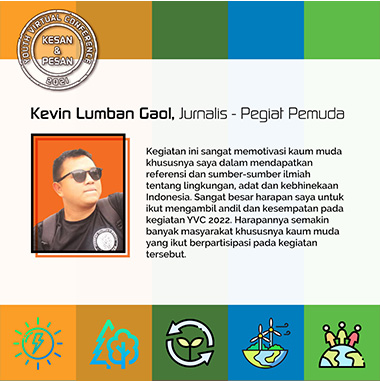 YOUTH VIRTUAL CONFERENCE
KESAN
&
PESAN
2021
Kevin Lumban Gaol, Jurnalis - Pegiat Pemuda
Kegiatan ini sangat memotivasi kaum muda
khususnya saya dalam mendapatkan
referensi dan sumber-sumber ilmiah
tentang lingkungan, adat dan kebhinekaan
Indonesia. Sangat besar harapan saya untuk
ikut mengambil andil dan kesempatan pada
kegiatan YVC 2022. Harapannya semakin
banyak masyarakat khususnya kaum muda
yang ikut berpartisipasi pada kegiatan
tersebut.